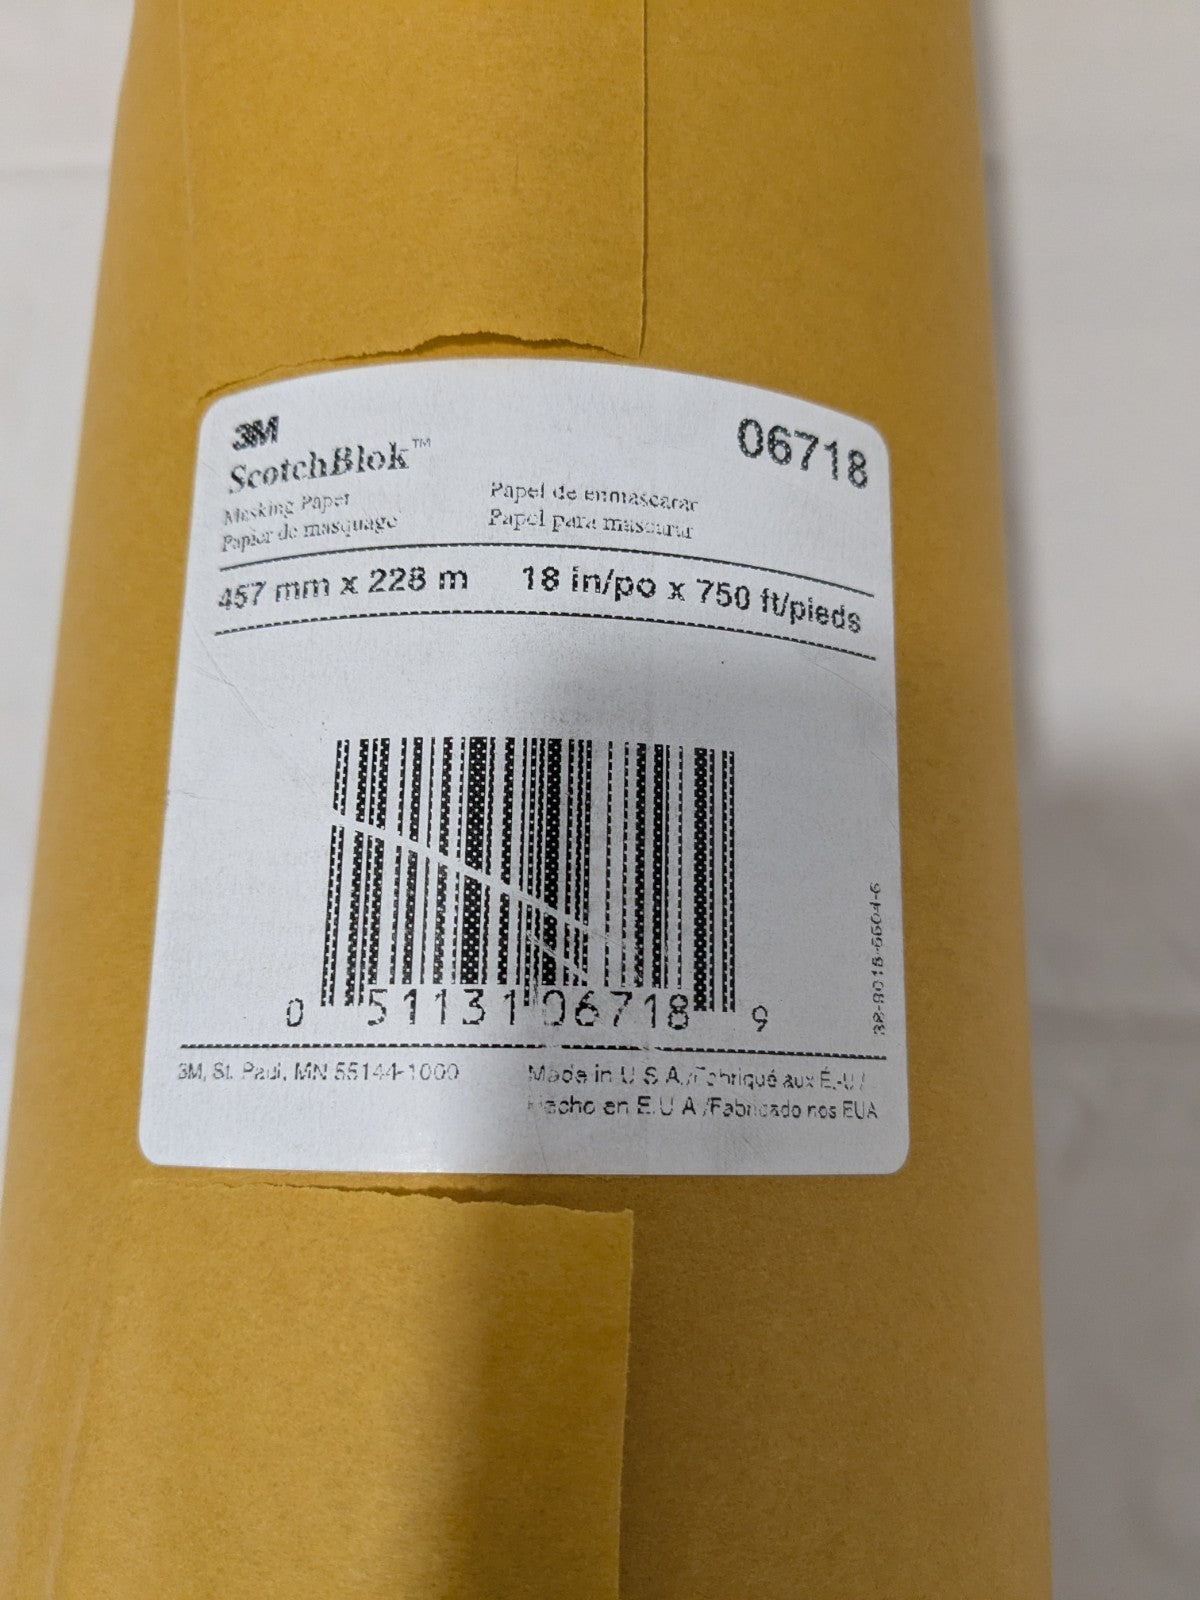 3M
ScotchBlok™
06718
Masking Paper
Papier de masquage
Papel de enmascarar
Papel para mascarar
457 mm x 228 m 18 in/po x 750 ft/pieds
0 51131 06718 9
3M, St. Paul, MN 55144-1000
Made in U.S.A./Fabriqué aux É.-U./
Hecho en E.U.A./Fabricado nos EUA